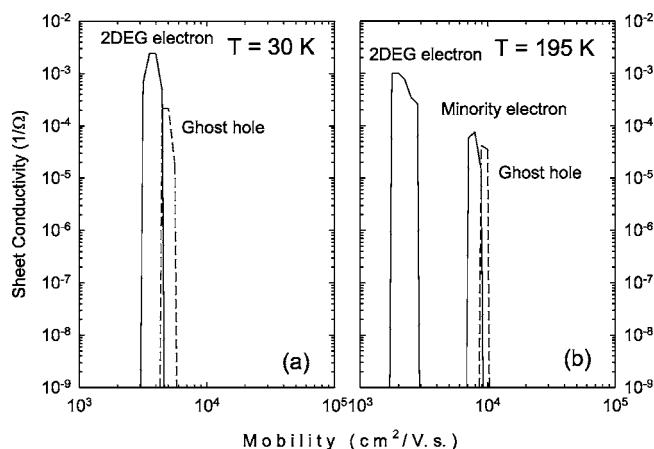 2DEG electron
T = 30 K
Ghost hole
(a)
2DEG electron
T = 195 K
Minority electron
Ghost hole
(b)
Sheet Conductivity (1/Ω)
10⁻²
10⁻³
10⁻⁴
10⁻⁵
10⁻⁶
10⁻⁷
10⁻⁸
10⁻⁹
10⁻²
10⁻³
10⁻⁴
10⁻⁵
10⁻⁶
10⁻⁷
10⁻⁸
10⁻⁹
10³
10⁴
10⁵
10³
10⁴
10⁵
Mobility (cm²/V.s.)